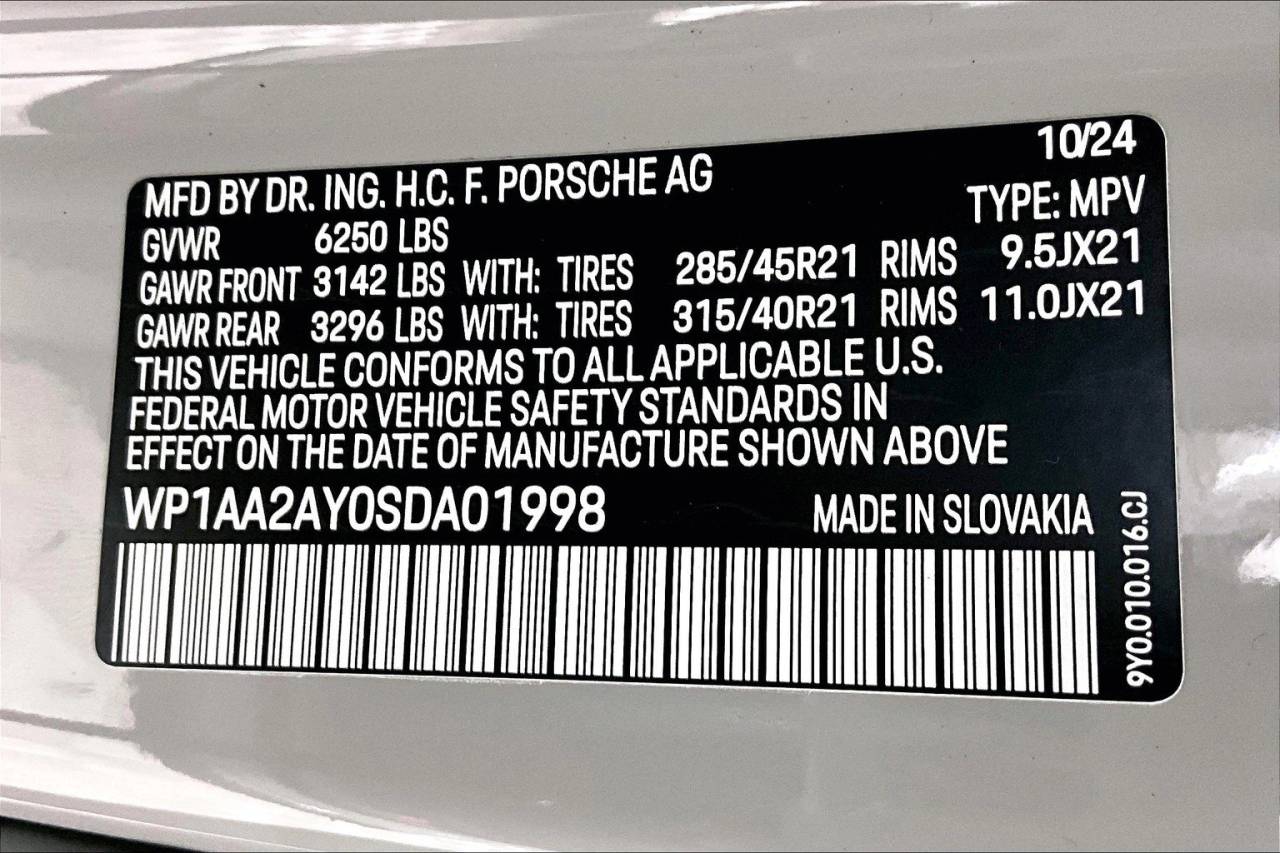 10/24
MFD BY DR. ING. H.C. F. PORSCHE AG
TYPE: MPV
GVWR 6250 LBS
GAWR FRONT 3142 LBS WITH: TIRES 285/45R21 RIMS 9.5JX21
GAWR REAR 3296 LBS WITH: TIRES 315/40R21 RIMS 11.0JX21
THIS VEHICLE CONFORMS TO ALL APPLICABLE U.S.
FEDERAL MOTOR VEHICLE SAFETY STANDARDS IN
EFFECT ON THE DATE OF MANUFACTURE SHOWN ABOVE
WP1AA2AY0SDA01998 MADE IN SLOVAKIA
9Y0.010.016.CJ